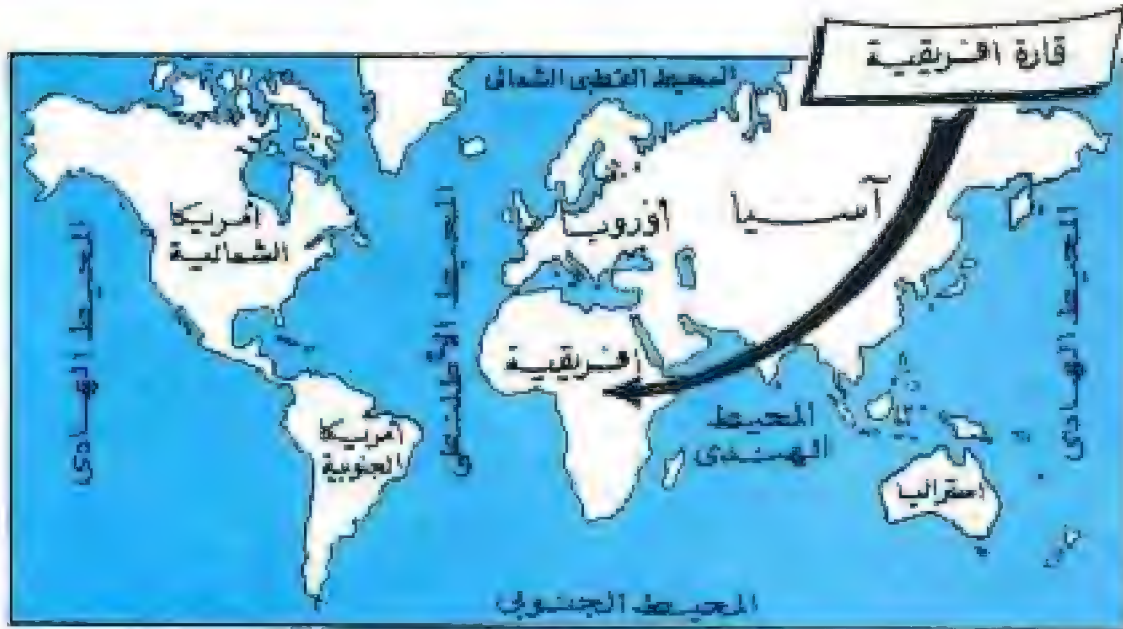 قارة افريقية
المحيط القطبى الشمالى
أمريكا
الشمالية
أوروبا
آسيا
المحيط الهادى
المحيط الأطلنطى
المحيط الهادى
إفريقية
المحيط
الهندى
أمريكا
الجنوبية
استراليا
المحيط الجنوبى